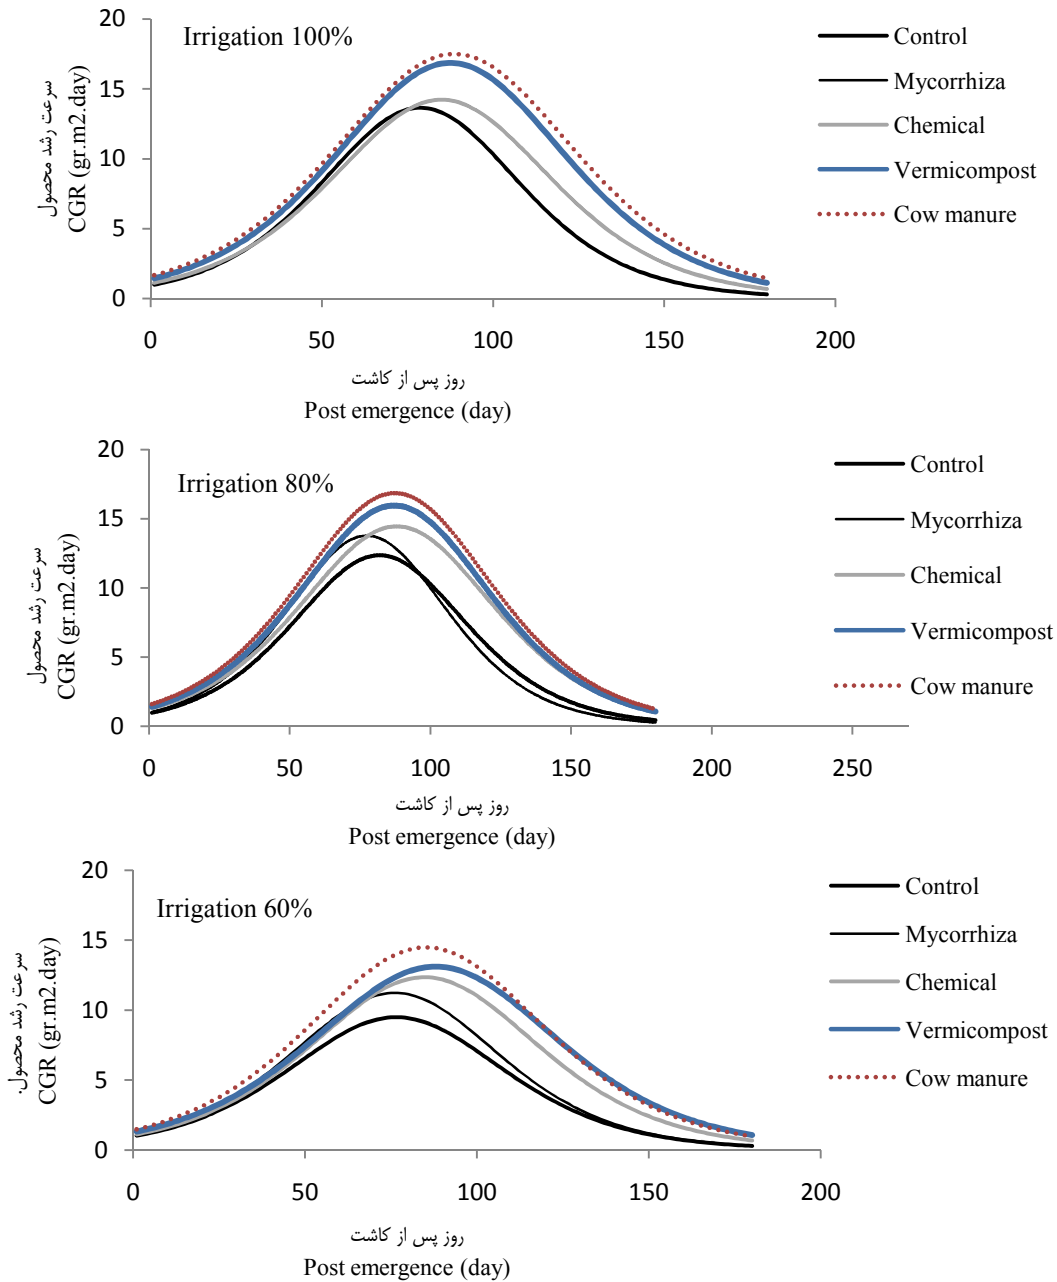 20
15
10
5
0
سرعت رشد محصول
CGR (gr.m2.day)
Irrigation 100%
Control
Mycorrhiza
Chemical
Vermicompost
Cow manure
0 50 100 150 200
روز پس از کاشت
Post emergence (day)
20
15
10
5
0
سرعت رشد محصول
CGR (gr.m2.day)
Irrigation 80%
Control
Mycorrhiza
Chemical
Vermicompost
Cow manure
0 50 100 150 200 250
روز پس از کاشت
Post emergence (day)
20
15
10
5
0
سرعت رشد محصول.
CGR (gr.m2.day)
Irrigation 60%
Control
Mycorrhiza
Chemical
Vermicompost
Cow manure
0 50 100 150 200
روز پس از کاشت
Post emergence (day)